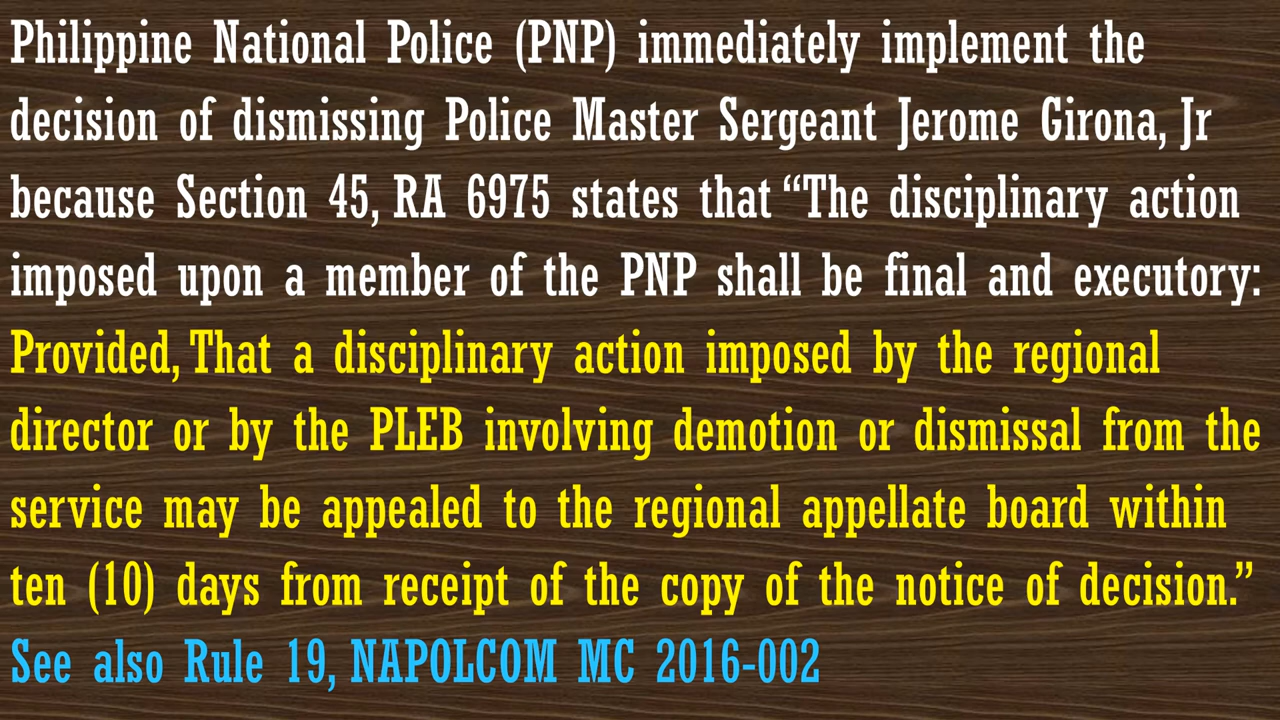 Philippine National Police (PNP) immediately implement the
decision of dismissing Police Master Sergeant Jerome Girona, Jr
because Section 45, RA 6975 states that “The disciplinary action
imposed upon a member of the PNP shall be final and executory:
Provided, That a disciplinary action imposed by the regional
director or by the PLEB involving demotion or dismissal from the
service may be appealed to the regional appellate board within
ten (10) days from receipt of the copy of the notice of decision.”
See also Rule 19, NAPOLCOM MC 2016-002